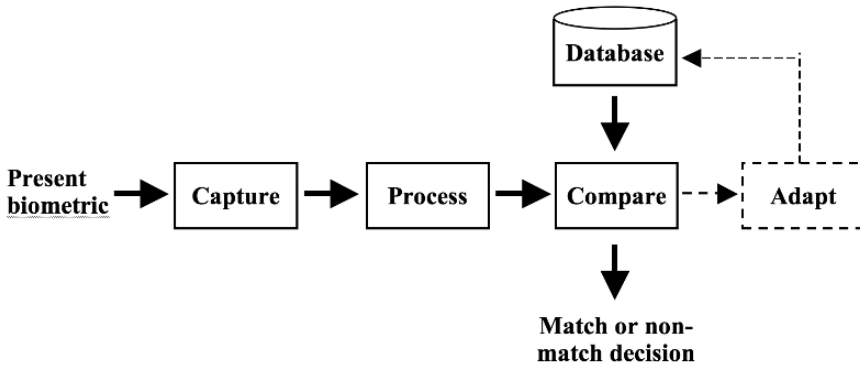 Database
Present
biometric
Capture
Process
Compare
Adapt
Match or non-
match decision